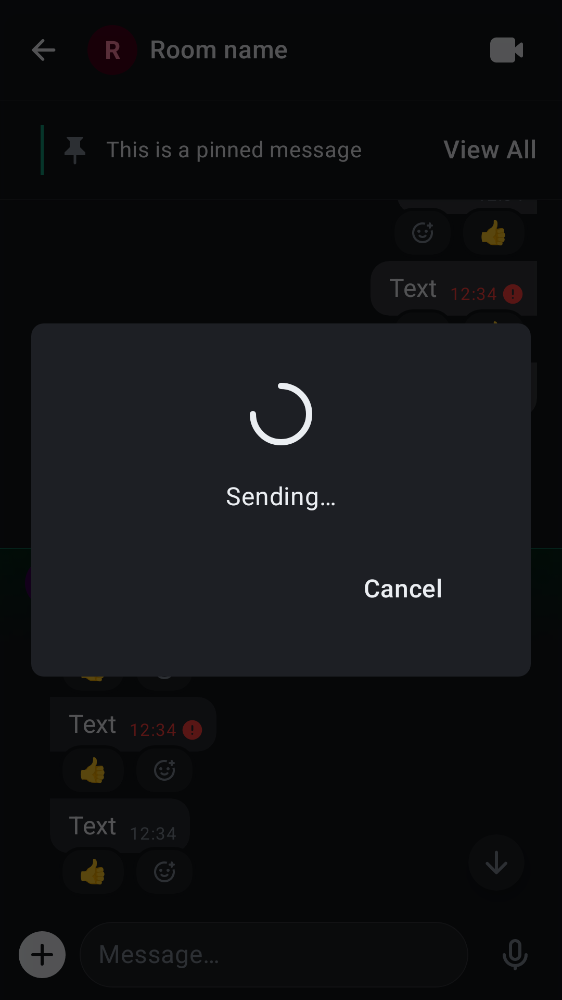 R Room name
This is a pinned message View All
Text 12:34
Sending…
Cancel
Text 12:34
Text 12:34
Message…